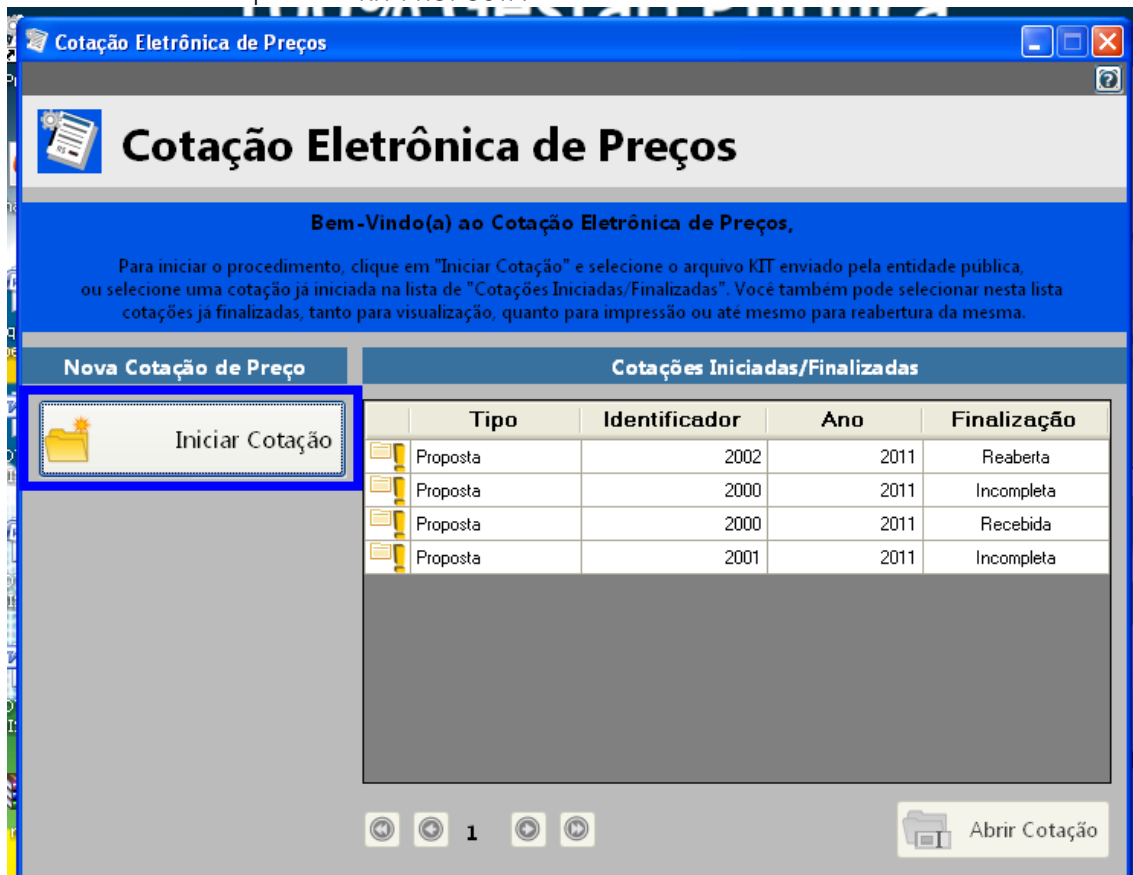 Cotação Eletrônica de Preços
Cotação Eletrônica de Preços
Bem-Vindo(a) ao Cotação Eletrônica de Preços,
Para iniciar o procedimento, clique em "Iniciar Cotação" e selecione o arquivo KIT enviado pela entidade pública,
ou selecione uma cotação já iniciada na lista de "Cotações Iniciadas/Finalizadas". Você também pode selecionar nesta lista
cotações já finalizadas, tanto para visualização, quanto para impressão ou até mesmo para reabertura da mesma.
Nova Cotação de Preço
Cotações Iniciadas/Finalizadas
Iniciar Cotação
Tipo Identificador Ano Finalização
Proposta 2002 2011 Reaberta
Proposta 2000 2011 Incompleta
Proposta 2000 2011 Recebida
Proposta 2001 2011 Incompleta
1
Abrir Cotação